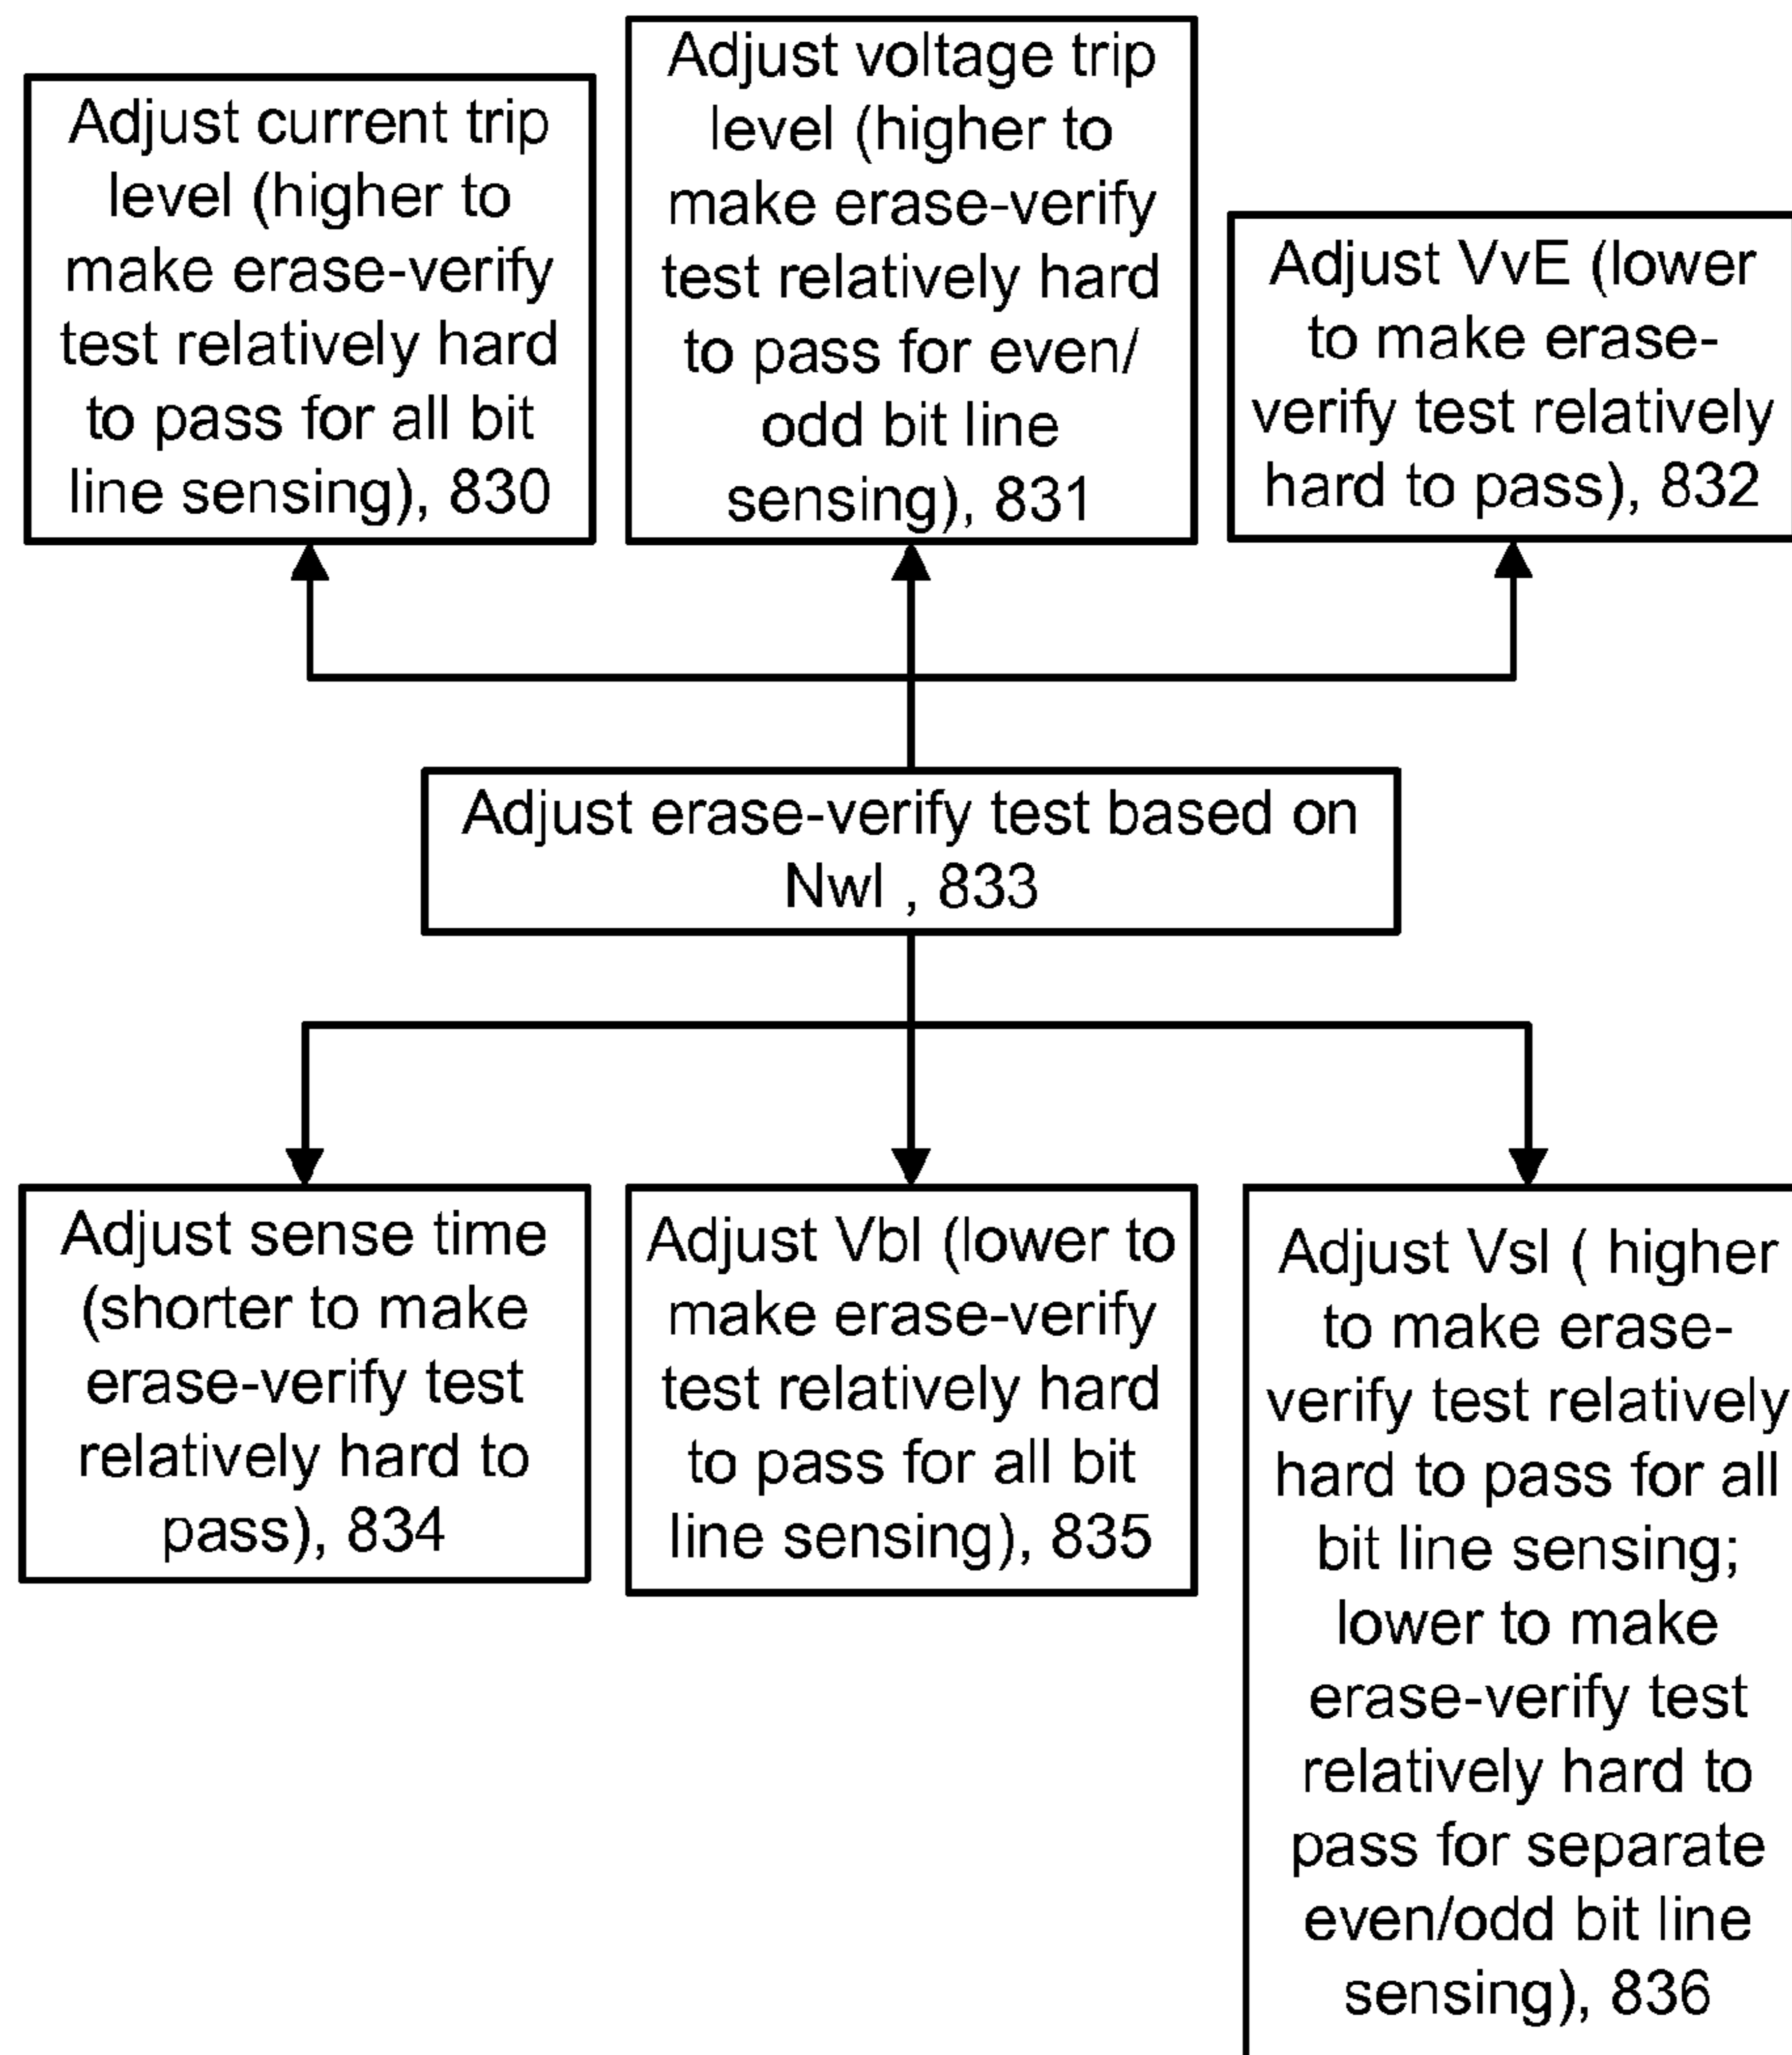 Adjust current trip
level (higher to
make erase-verify
test relatively hard
to pass for all bit
line sensing), 830
Adjust voltage trip
level (higher to
make erase-verify
test relatively hard
to pass for even/
odd bit line
sensing), 831
Adjust VvE (lower
to make erase-
verify test relatively
hard to pass), 832
Adjust erase-verify test based on
Nwl , 833
Adjust sense time
(shorter to make
erase-verify test
relatively hard to
pass), 834
Adjust Vbl (lower to
make erase-verify
test relatively hard
to pass for all bit
line sensing), 835
Adjust Vsl ( higher
to make erase-
verify test relatively
hard to pass for all
bit line sensing;
lower to make
erase-verify test
relatively hard to
pass for separate
even/odd bit line
sensing), 836